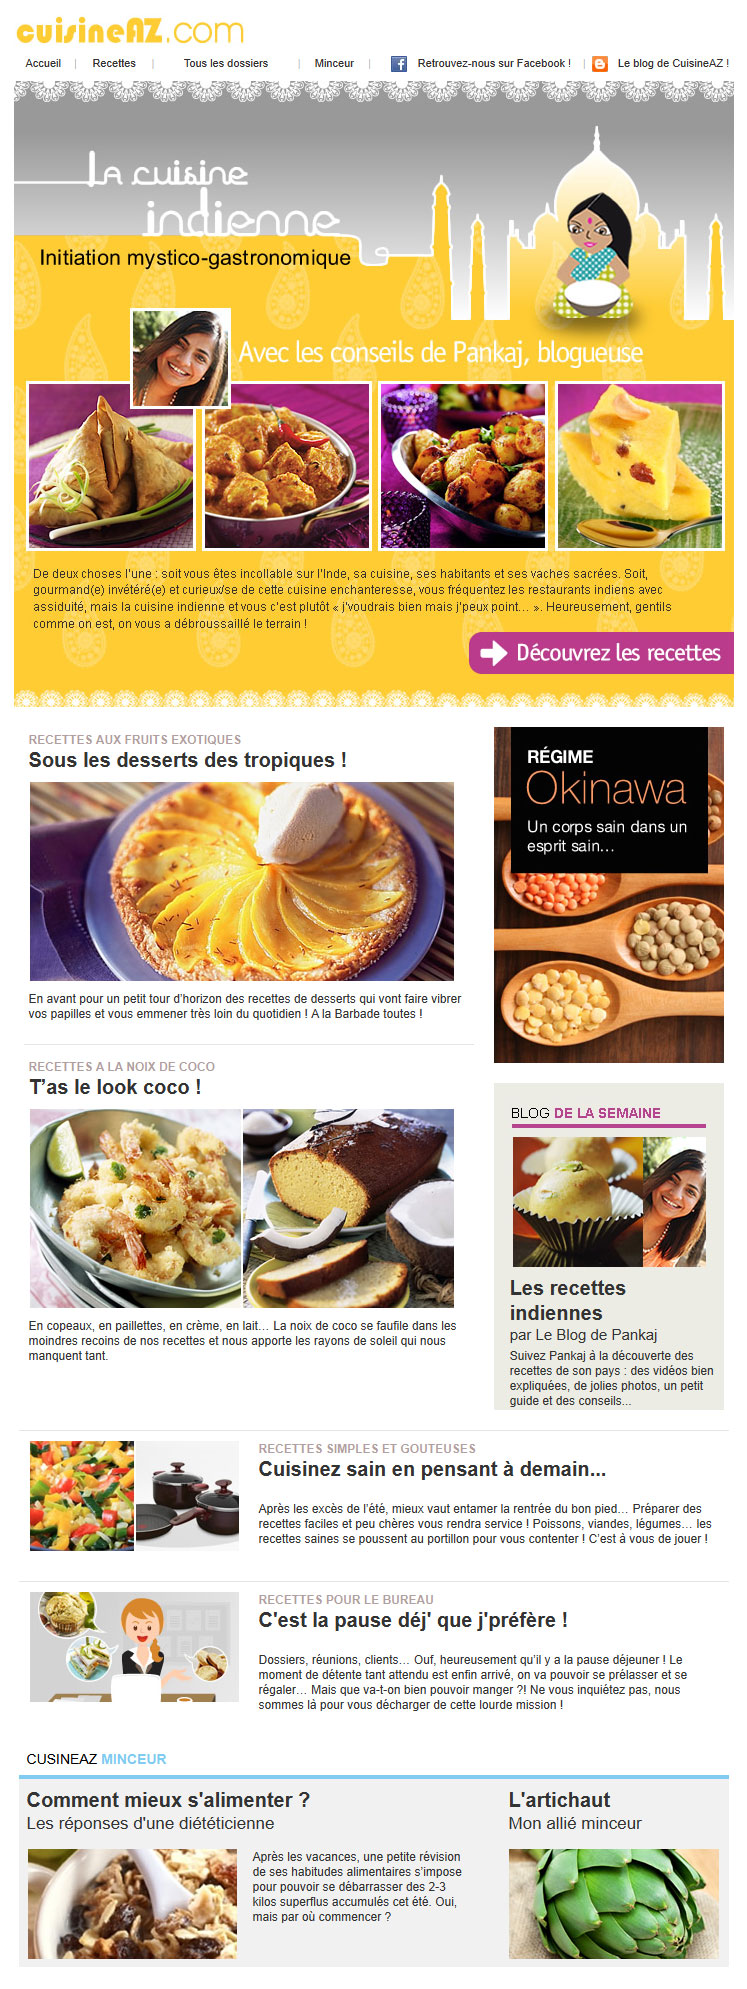 cuisineAZ.com
Accueil | Recettes | Tous les dossiers | Minceur | Retrouvez-nous sur Facebook ! | Le blog de CuisineAZ !
La cuisine
indienne
Initiation mystico-gastronomique
Avec les conseils de Pankaj, blogueuse
De deux choses l'une : soit vous êtes incollable sur l'Inde, sa cuisine, ses habitants et ses vaches sacrées. Soit,
gourmand(e) invétéré(e) et curieux/se de cette cuisine enchanteresse, vous fréquentez les restaurants indiens avec
assiduité, mais la cuisine indienne et vous c'est plutôt « j'voudrais bien mais j'peux point... ». Heureusement, gentils
comme on est, on vous a débroussaillé le terrain !
Découvrez les recettes
RECETTES AUX FRUITS EXOTIQUES
Sous les desserts des tropiques !
En avant pour un petit tour d'horizon des recettes de desserts qui vont faire vibrer
vos papilles et vous emmener très loin du quotidien ! A la Barbade toutes !
RECETTES A LA NOIX DE COCO
T'as le look coco !
En copeaux, en paillettes, en crème, en lait... La noix de coco se faufile dans les
moindres recoins de nos recettes et nous apporte les rayons de soleil qui nous
manquent tant.
RÉGIME
Okinawa
Un corps sain dans un
esprit sain...
BLOG DE LA SEMAINE
Les recettes
indiennes
par Le Blog de Pankaj
Suivez Pankaj à la découverte des
recettes de son pays : des vidéos bien
expliquées, de jolies photos, un petit
guide et des conseils...
RECETTES SIMPLES ET GOUTEUSES
Cuisinez sain en pensant à demain...
Après les excès de l'été, mieux vaut entamer la rentrée du bon pied... Préparer des
recettes faciles et peu chères vous rendra service ! Poissons, viandes, légumes... les
recettes saines se poussent au portillon pour vous contenter ! C'est à vous de jouer !
RECETTES POUR LE BUREAU
C'est la pause déj' que j'préfère !
Dossiers, réunions, clients... Ouf, heureusement qu'il y a la pause déjeuner ! Le
moment de détente tant attendu est enfin arrivé, on va pouvoir se prélasser et se
régaler... Mais que va-t-on bien pouvoir manger ?! Ne vous inquiétez pas, nous
sommes là pour vous décharger de cette lourde mission !
CUSINEAZ MINCEUR
Comment mieux s'alimenter ?
Les réponses d'une diététicienne
Après les vacances, une petite révision
de ses habitudes alimentaires s'impose
pour pouvoir se débarrasser des 2-3
kilos superflus accumulés cet été. Oui,
mais par où commencer ?
L'artichaut
Mon allié minceur